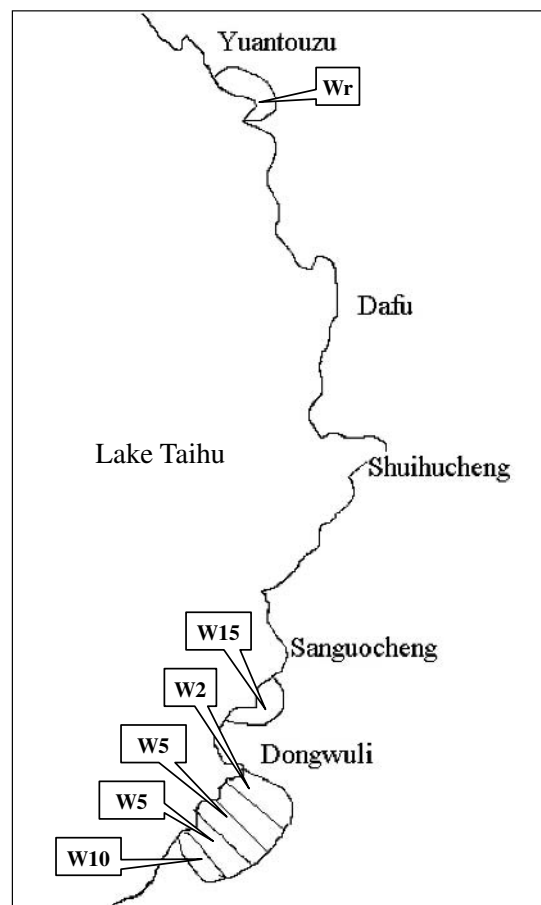 Yuantouzu
Wr
Dafu
Lake Taihu
Shuihucheng
W15
Sanguocheng
W2
W5
Dongwuli
W5
W10